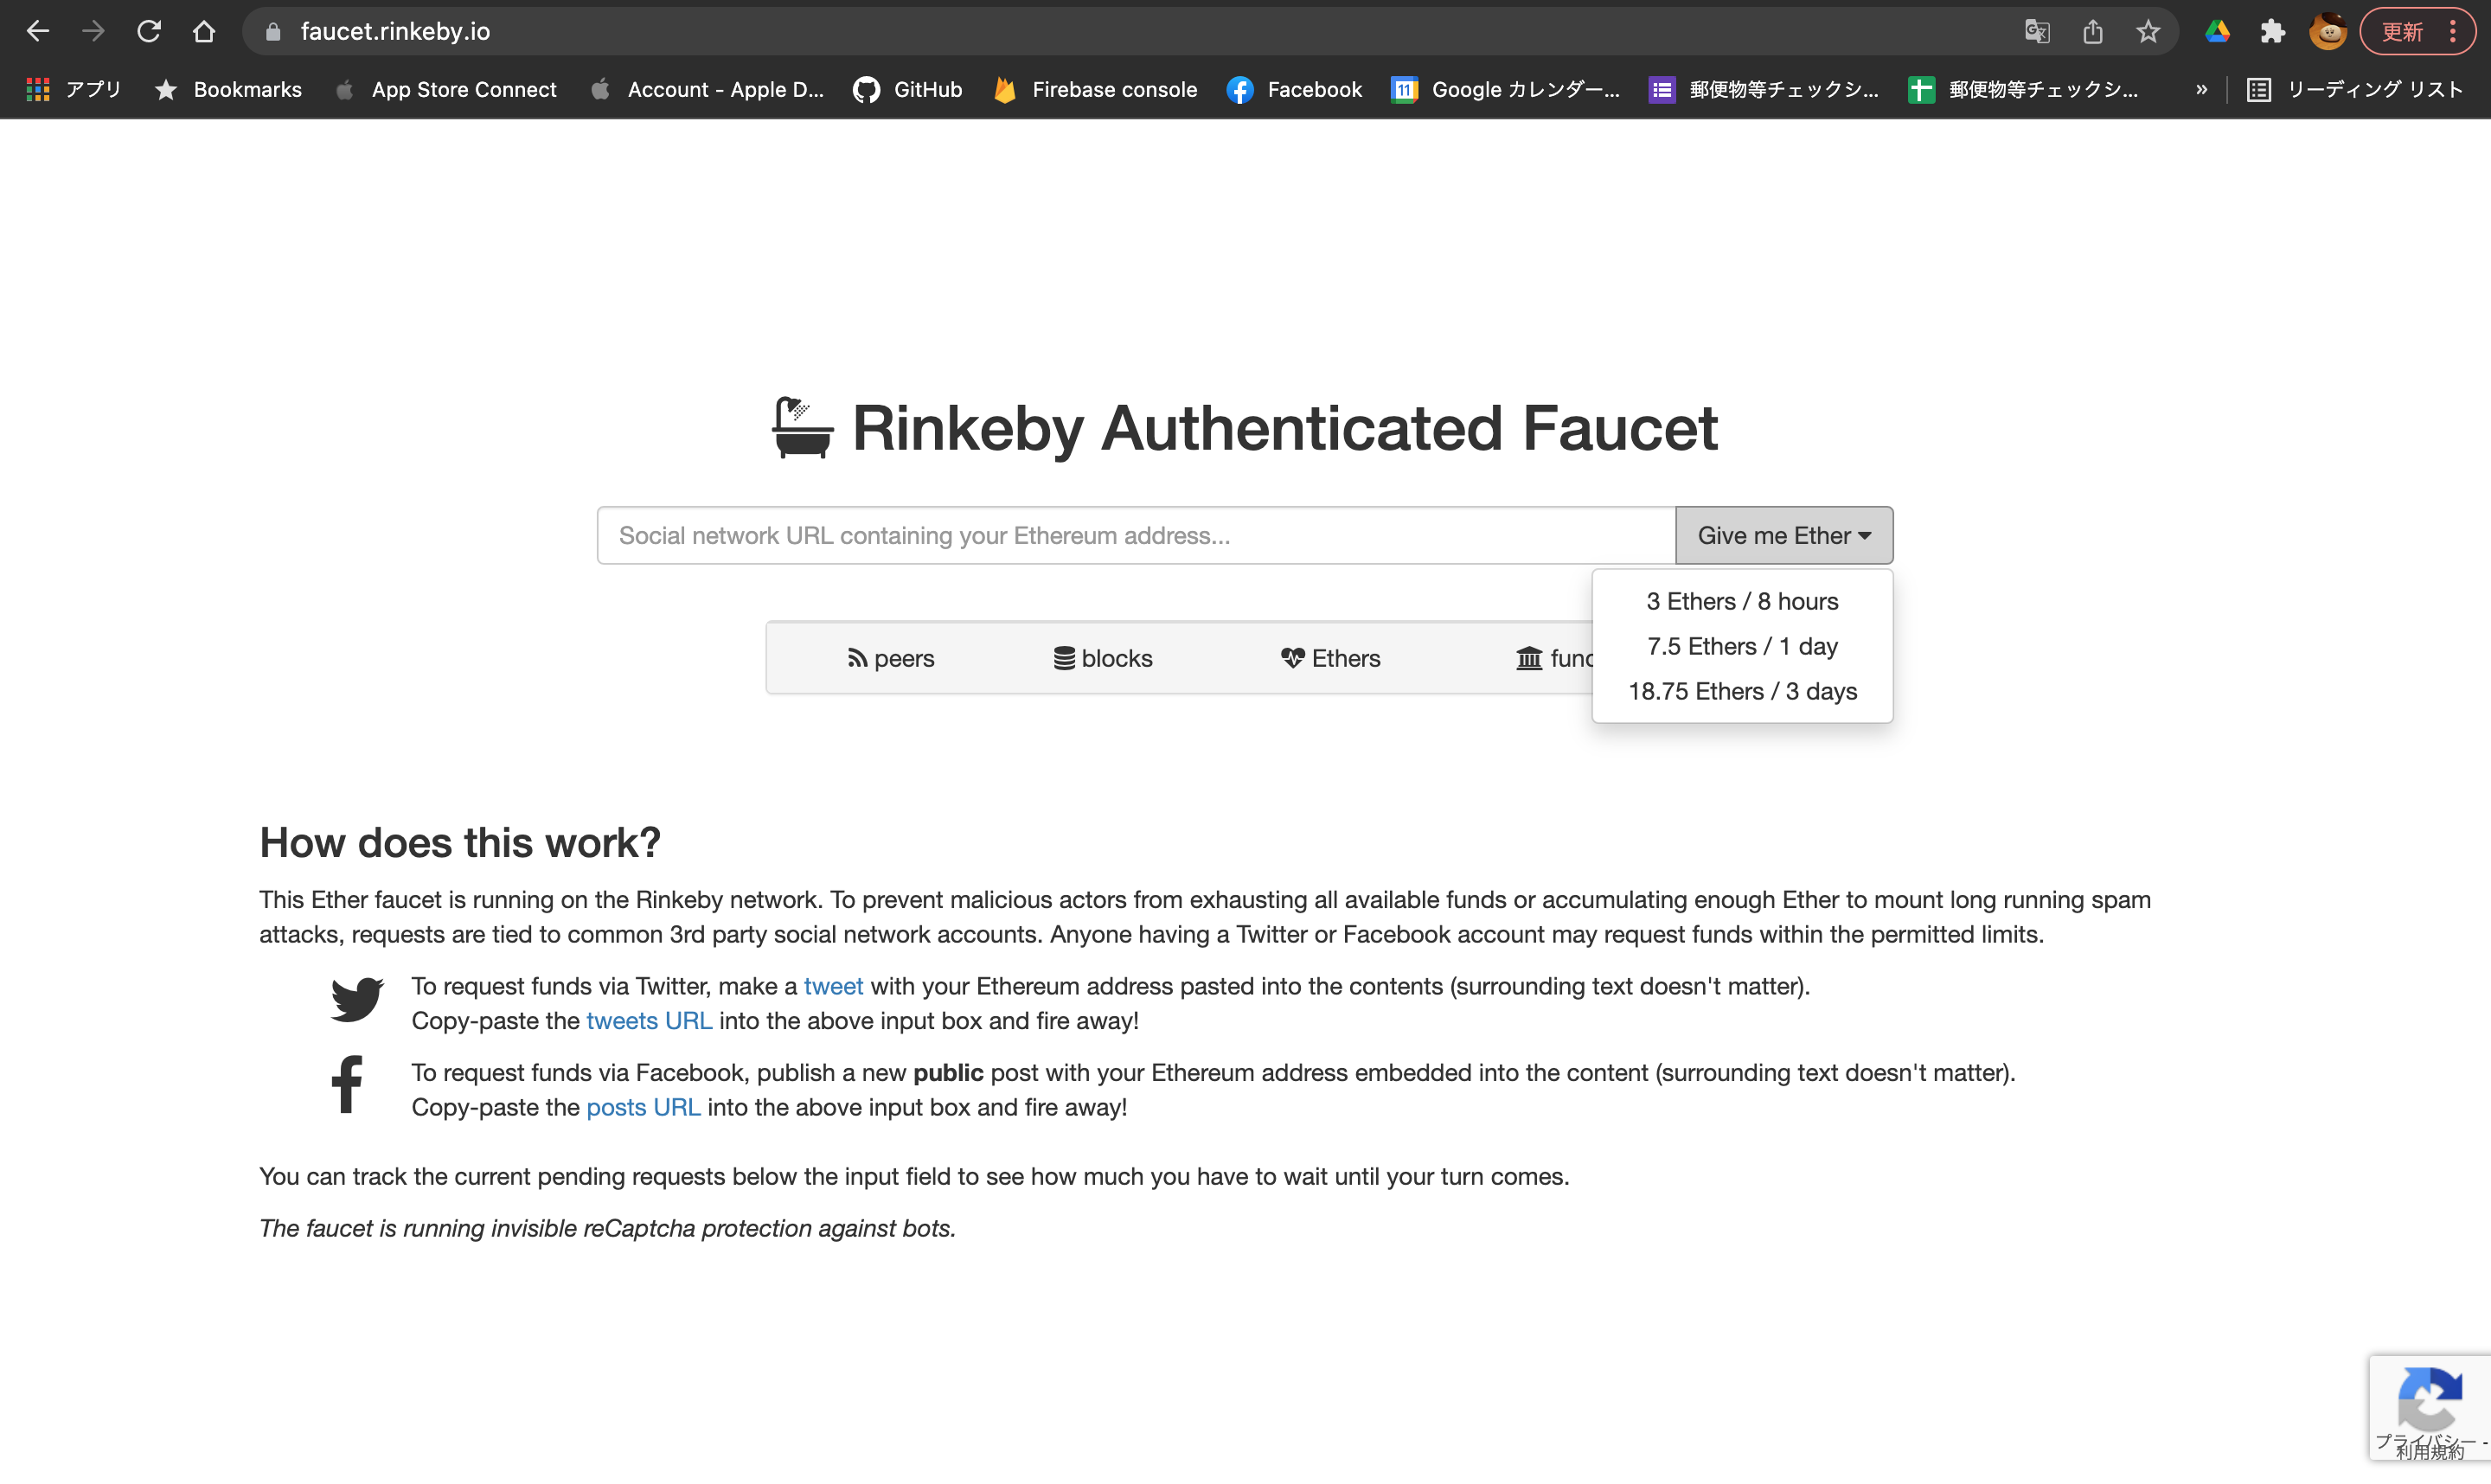 faucet.rinkeby.io
更新
アプリ
Bookmarks
App Store Connect
Account - Apple D...
GitHub
Firebase console
Facebook
11
Google カレンダー...
郵便物等チェックシ...
郵便物等チェックシ...
»
リーディング リスト
Rinkeby Authenticated Faucet
Social network URL containing your Ethereum address...
Give me Ether
3 Ethers / 8 hours
7.5 Ethers / 1 day
18.75 Ethers / 3 days
peers
blocks
Ethers
func
How does this work?
This Ether faucet is running on the Rinkeby network. To prevent malicious actors from exhausting all available funds or accumulating enough Ether to mount long running spam
attacks, requests are tied to common 3rd party social network accounts. Anyone having a Twitter or Facebook account may request funds within the permitted limits.
To request funds via Twitter, make a tweet with your Ethereum address pasted into the contents (surrounding text doesn't matter).
Copy-paste the tweets URL into the above input box and fire away!
To request funds via Facebook, publish a new public post with your Ethereum address embedded into the content (surrounding text doesn't matter).
Copy-paste the posts URL into the above input box and fire away!
You can track the current pending requests below the input field to see how much you have to wait until your turn comes.
The faucet is running invisible reCaptcha protection against bots.
プライバシー -
利用規約